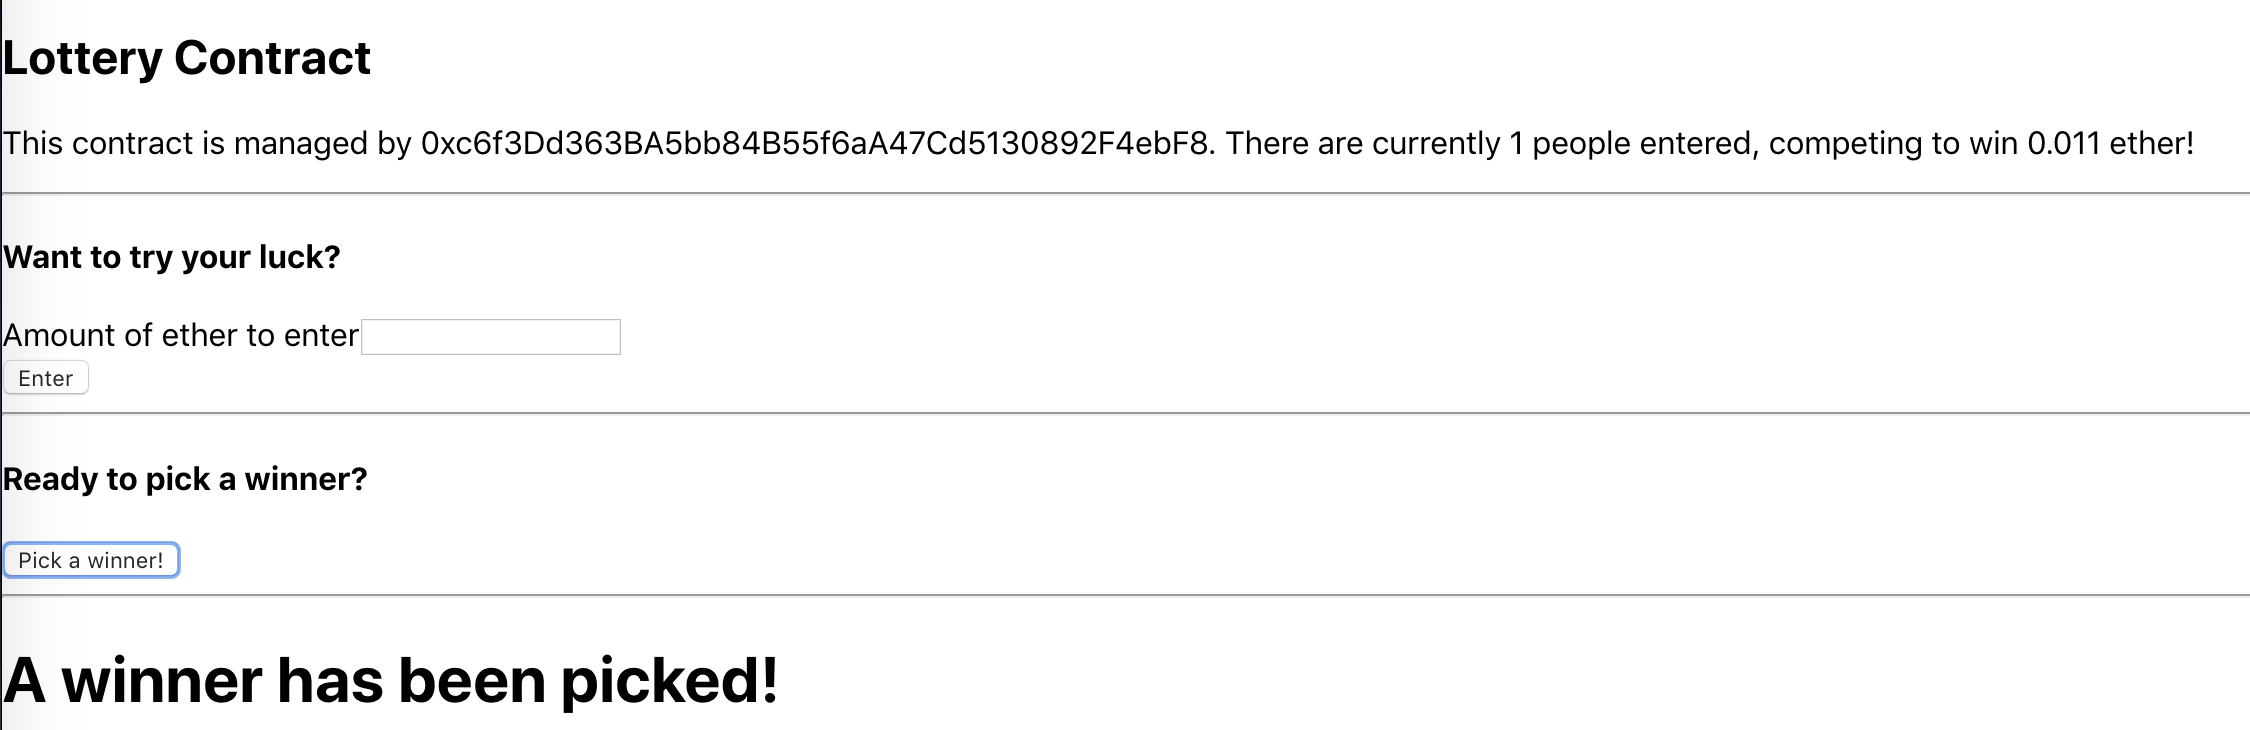 Lottery Contract
This contract is managed by 0xc6f3Dd363BA5bb84B55f6aA47Cd5130892F4ebF8. There are currently 1 people entered, competing to win 0.011 ether!
Want to try your luck?
Amount of ether to enter
Enter
Ready to pick a winner?
Pick a winner!
A winner has been picked!